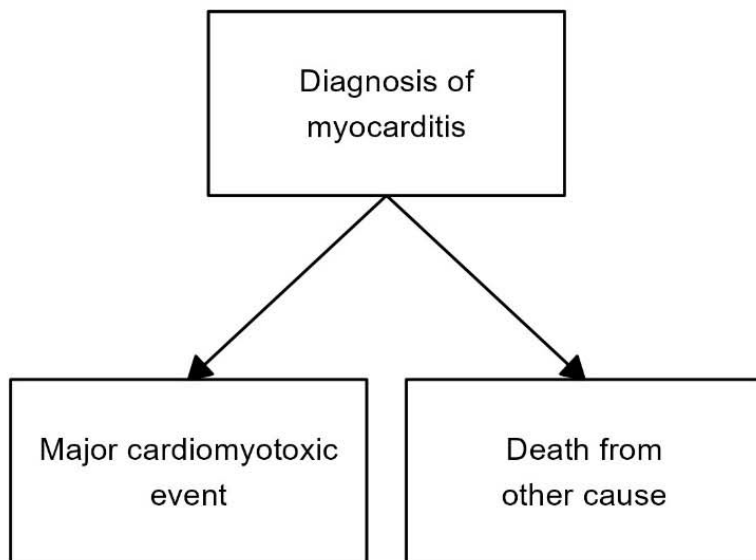 Diagnosis of
myocarditis
Major cardiomyotoxic
event
Death from
other cause